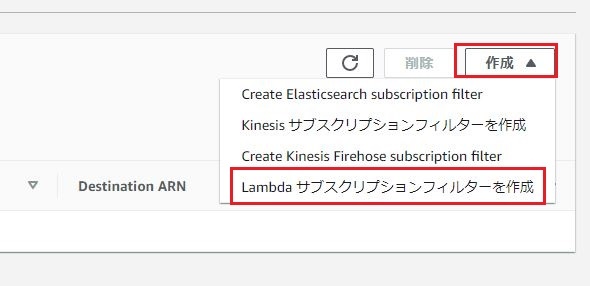 削除
作成
Create Elasticsearch subscription filter
Kinesis サブスクリプションフィルターを作成
Create Kinesis Firehose subscription filter
Destination ARN
Lambda サブスクリプションフィルターを作成